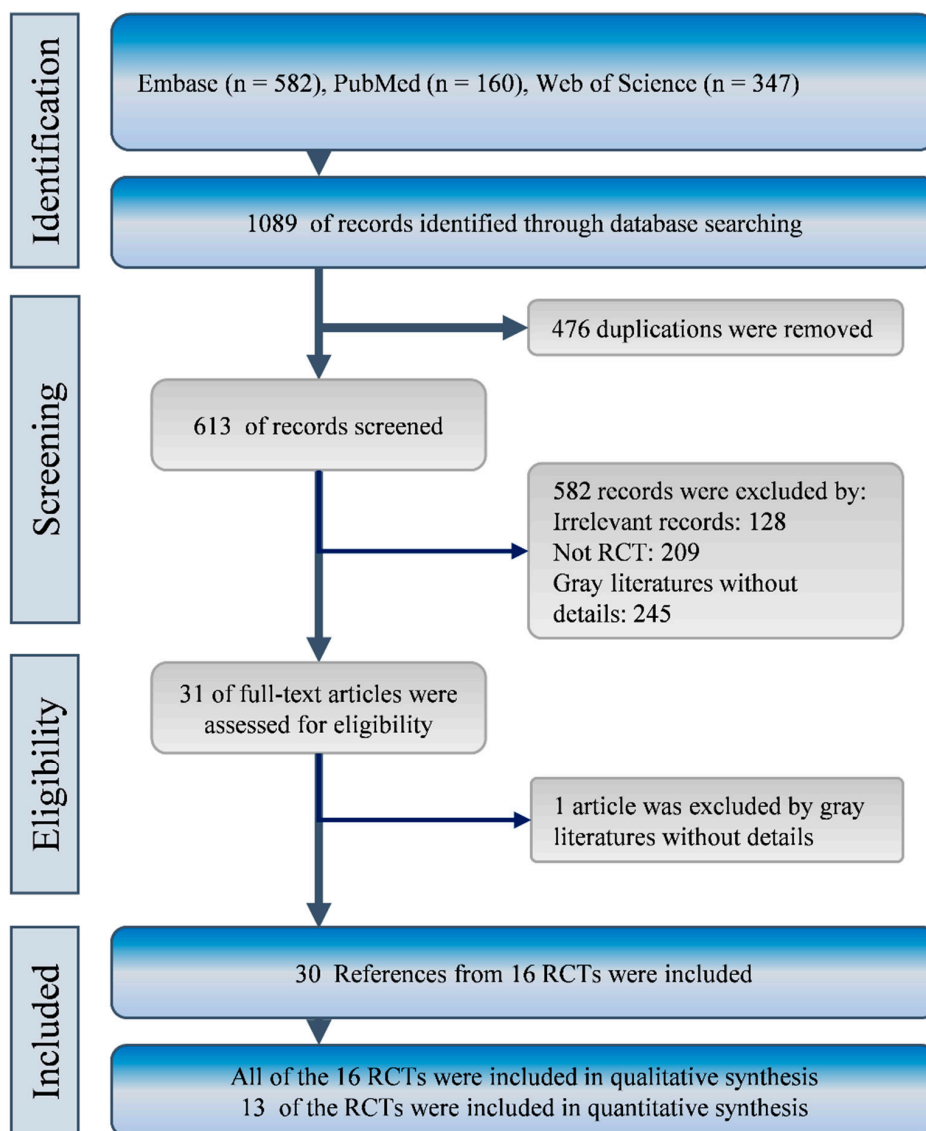 Identification
Embase (n = 582), PubMed (n = 160), Web of Science (n = 347)
1089 of records identified through database searching
Screening
476 duplications were removed
613 of records screened
582 records were excluded by:
Irrelevant records: 128
Not RCT: 209
Gray literatures without
details: 245
Eligibility
31 of full-text articles were
assessed for eligibility
1 article was excluded by gray
literatures without details
Included
30 References from 16 RCTs were included
All of the 16 RCTs were included in qualitative synthesis
13 of the RCTs were included in quantitative synthesis